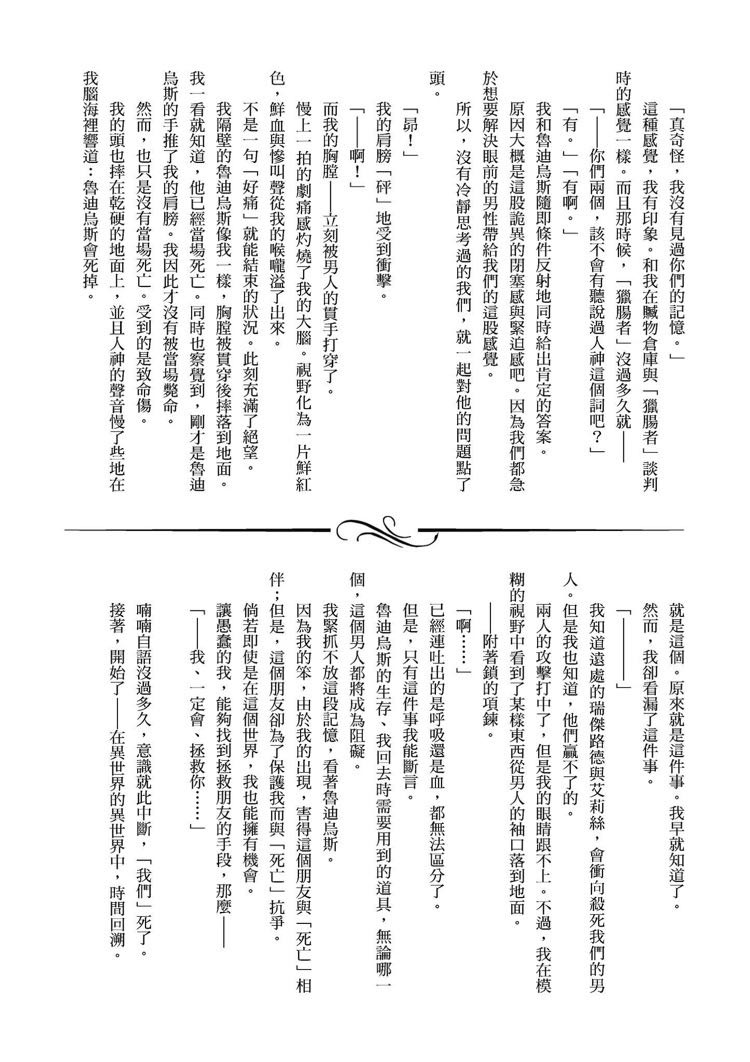 「真奇怪，我沒有見過你們的記憶。」
這種感覺，我有印象。和我在贓物倉庫與「獵腸者」談判
時的感覺一樣。而且那時候，「獵腸者」沒過多久就——
「——你們兩個，該不會有聽說過人神這個詞吧？」
「有。」「有啊。」
我和魯迪烏斯隨即條件反射地同時給出肯定的答案。
原因大概是這股詭異的閉塞感與緊迫感吧。因為我們都急
於想要解決眼前的男性帶給我們的這股感覺。
所以，沒有冷靜思考過的我們，就一起對他的問題點了
頭。
「昴！」
我的肩膀「砰」地受到衝擊。
「——啊！」
而我的胸膛——立刻被男人的貫手打穿了。
慢上一拍的劇痛感灼燒了我的大腦。視野化為一片鮮紅
色，鮮血與慘叫聲從我的喉嚨溢了出來。
不是一句「好痛」就能結束的狀況。此刻充滿了絕望。
我隔壁的魯迪烏斯像我一樣，胸膛被貫穿後摔落到地面。
我一看就知道，他已經當場死亡。同時也察覺到，剛才是魯迪
烏斯的手推了我的肩膀。我因此才沒有被當場斃命。
然而，也只是沒有當場死亡。受到的是致命傷。
我的頭也摔在乾硬的地面上，並且人神的聲音慢了些地在
我腦海裡響道：魯迪烏斯會死掉。
就是這個。原來就是這件事。我早就知道了。
然而，我卻看漏了這件事。
「————」
我知道遠處的瑞傑路德與艾莉絲，會衝向殺死我們的男
人。但是我也知道，他們贏不了的。
兩人的攻擊打中了，但是我的眼睛跟不上。不過，我在模
糊的視野中看到了某樣東西從男人的袖口落到地面。
——附著鎖的項鍊。
「啊……」
已經連吐出的是呼吸還是血，都無法區分了。
但是，只有這件事我能斷言。
魯迪烏斯的生存、我回去時需要用到的道具，無論哪一
個，這個男人都將成為阻礙。
我緊抓不放這段記憶，看著魯迪烏斯。
因為我的笨，由於我的出現，害得這個朋友與「死亡」相
伴；但是，這個朋友卻為了保護我而與「死亡」抗爭。
倘若即使是在這個世界，我也能擁有機會。
讓愚蠢的我，能夠找到拯救朋友的手段，那麼——
「——我、一定會、拯救你……」
喃喃自語沒過多久，意識就此中斷，「我們」死了。
接著，開始了——在異世界的異世界中，時間回溯。